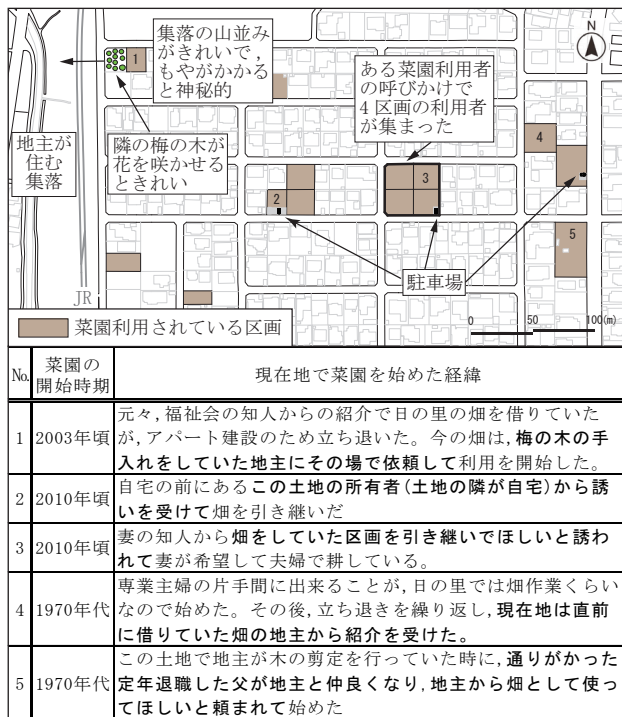 集落の山並み
がきれいで,
もやがかかる
と神秘的
ある菜園利用者
の呼びかけで
4区画の利用者
が集まった
N
1
地主が
住む
集落
隣の梅の木が
花を咲かせる
ときれい
4
3
2
5
駐車場
JR
菜園利用されている区画
0 50 100(m)
No. 菜園の開始時期 現在地で菜園を始めた経緯
1 2003年頃 元々,福祉会の知人からの紹介で日の里の畑を借りていた
が,アパート建設のため立ち退いた。今の畑は,梅の木の手
入れをしていた地主にその場で依頼して利用を開始した。
2 2010年頃 自宅の前にあるこの土地の所有者(土地の隣が自宅)から誘
いを受けて畑を引き継いだ
3 2010年頃 妻の知人から畑をしていた区画を引き継いでほしいと誘わ
れて妻が希望して夫婦で耕している。
4 1970年代 専業主婦の片手間に出来ることが,日の里では畑作業くらい
なので始めた。その後,立ち退きを繰り返し,現在地は直前
に借りていた畑の地主から紹介を受けた。
5 1970年代 この土地で地主が木の剪定を行っていた時に,通りがかった
定年退職した父が地主と仲良くなり,地主から畑として使っ
てほしいと頼まれて始めた